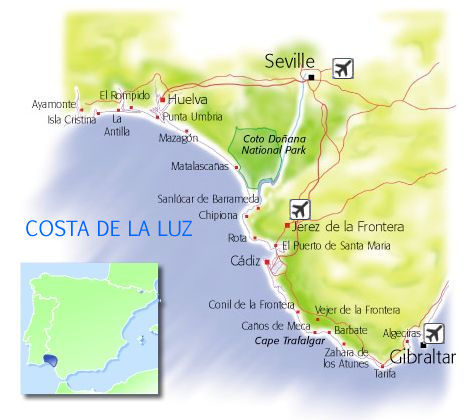 Seville
El Rompido
Huelva
Ayamonte
Isla Cristina
La
Antilla
Punta Umbria
Mazagón
Coto Doñana
National Park
Matalascañas
Sanlúcar de Barrameda
Chipiona
COSTA DE LA LUZ
Jerez de la Frontera
Rota
El Puerto de Santa Maria
Cádiz
Conil de la Frontera
Vejer de la Frontera
Caños de Meca
Barbate
Algeciras
Cape Trafalgar
Zahara de
los Atunes
Gibraltar
Tarifa